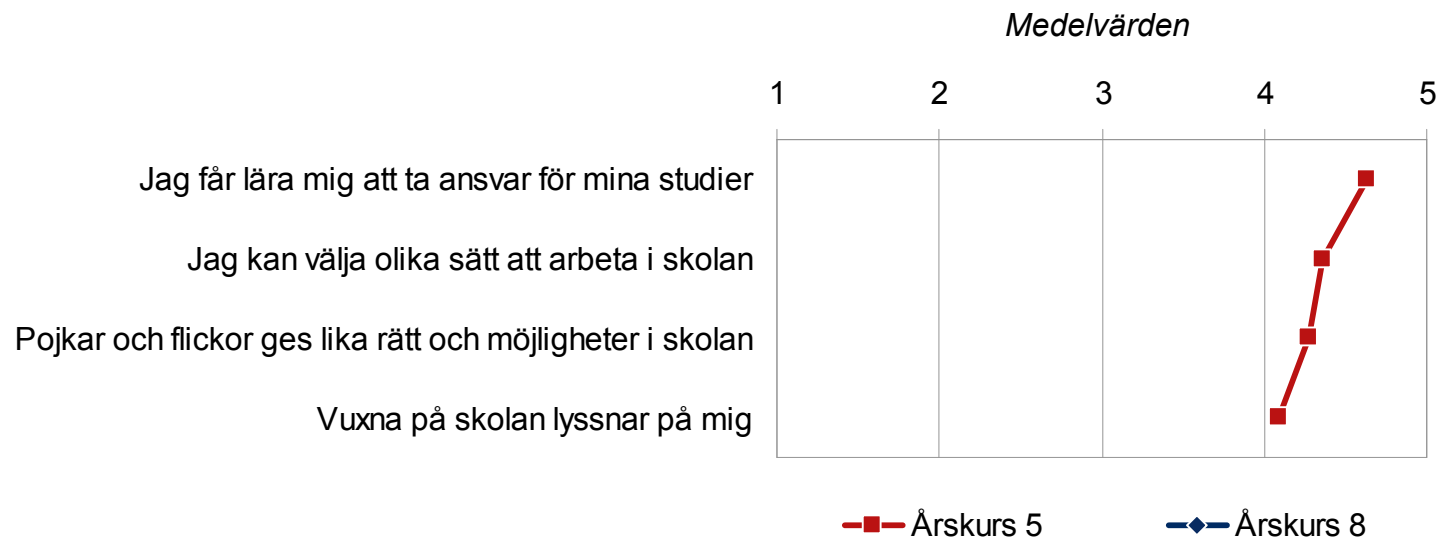 Medelvärden
1 2 3 4 5
Jag får lära mig att ta ansvar för mina studier
Jag kan välja olika sätt att arbeta i skolan
Pojkar och flickor ges lika rätt och möjligheter i skolan
Vuxna på skolan lyssnar på mig
Årskurs 5 Årskurs 8